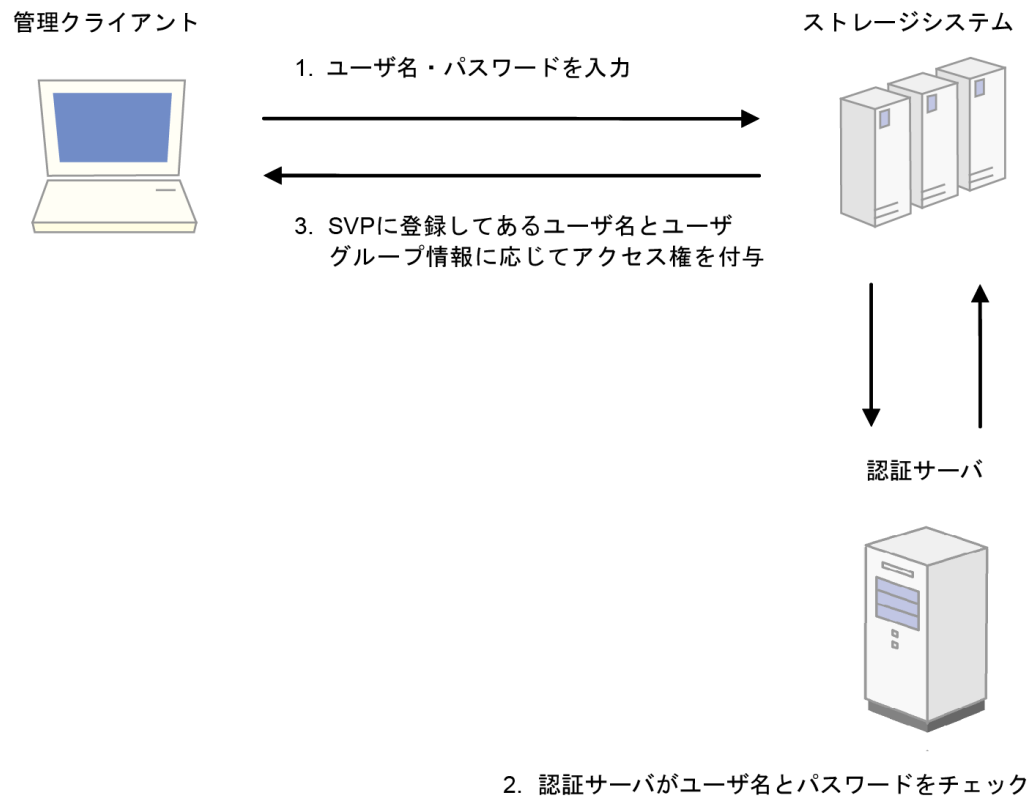 管理クライアント
ストレージシステム
1. ユーザ名・パスワードを入力
3. SVPに登録してあるユーザ名とユーザ
グループ情報に応じてアクセス権を付与
認証サーバ
2. 認証サーバがユーザ名とパスワードをチェック